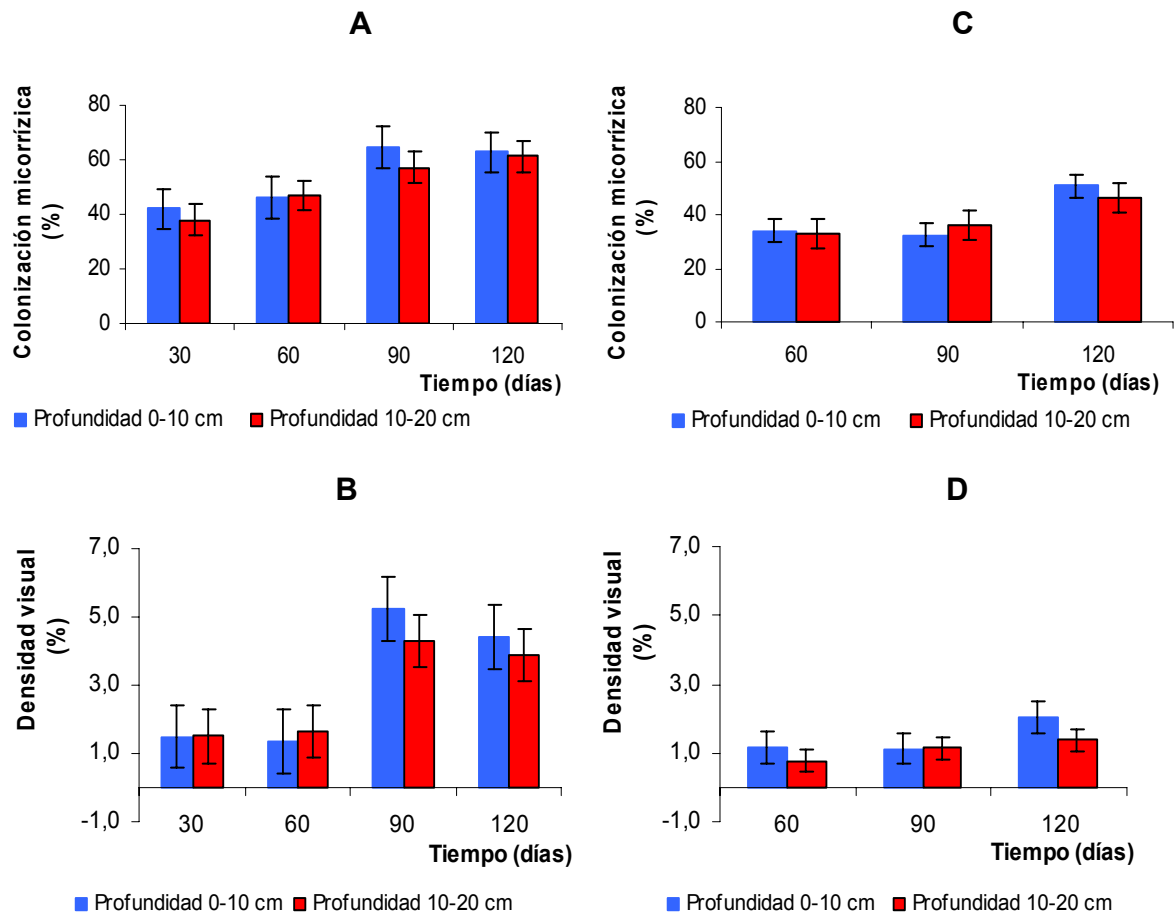 A
Colonización micorrízica
(%)
80
60
40
20
0
30 60 90 120
Tiempo (días)
Profundidad 0-10 cm Profundidad 10-20 cm
C
Colonización micorrízica
(%)
80
60
40
20
0
60 90 120
Tiempo (días)
Profundidad 0-10 cm Profundidad 10-20 cm
B
Densidad visual
(%)
7,0
5,0
3,0
1,0
-1,0
30 60 90 120
Tiempo (días)
Profundidad 0-10 cm Profundidad 10-20 cm
D
Densidad visual
(%)
7,0
5,0
3,0
1,0
-1,0
60 90 120
Tiempo (días)
Profundidad 0-10 cm Profundidad 10-20 cm